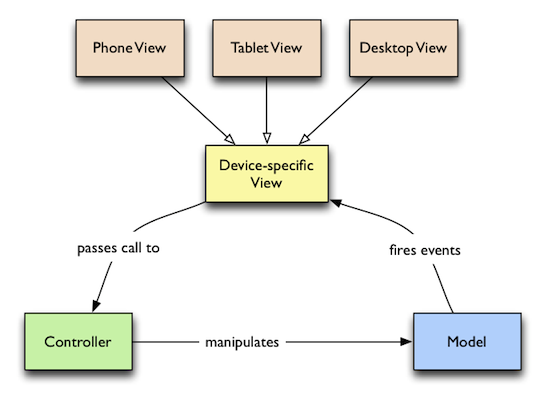 Phone View
Tablet View
Desktop View
Device-specific
View
passes call to
fires events
Controller
manipulates
Model